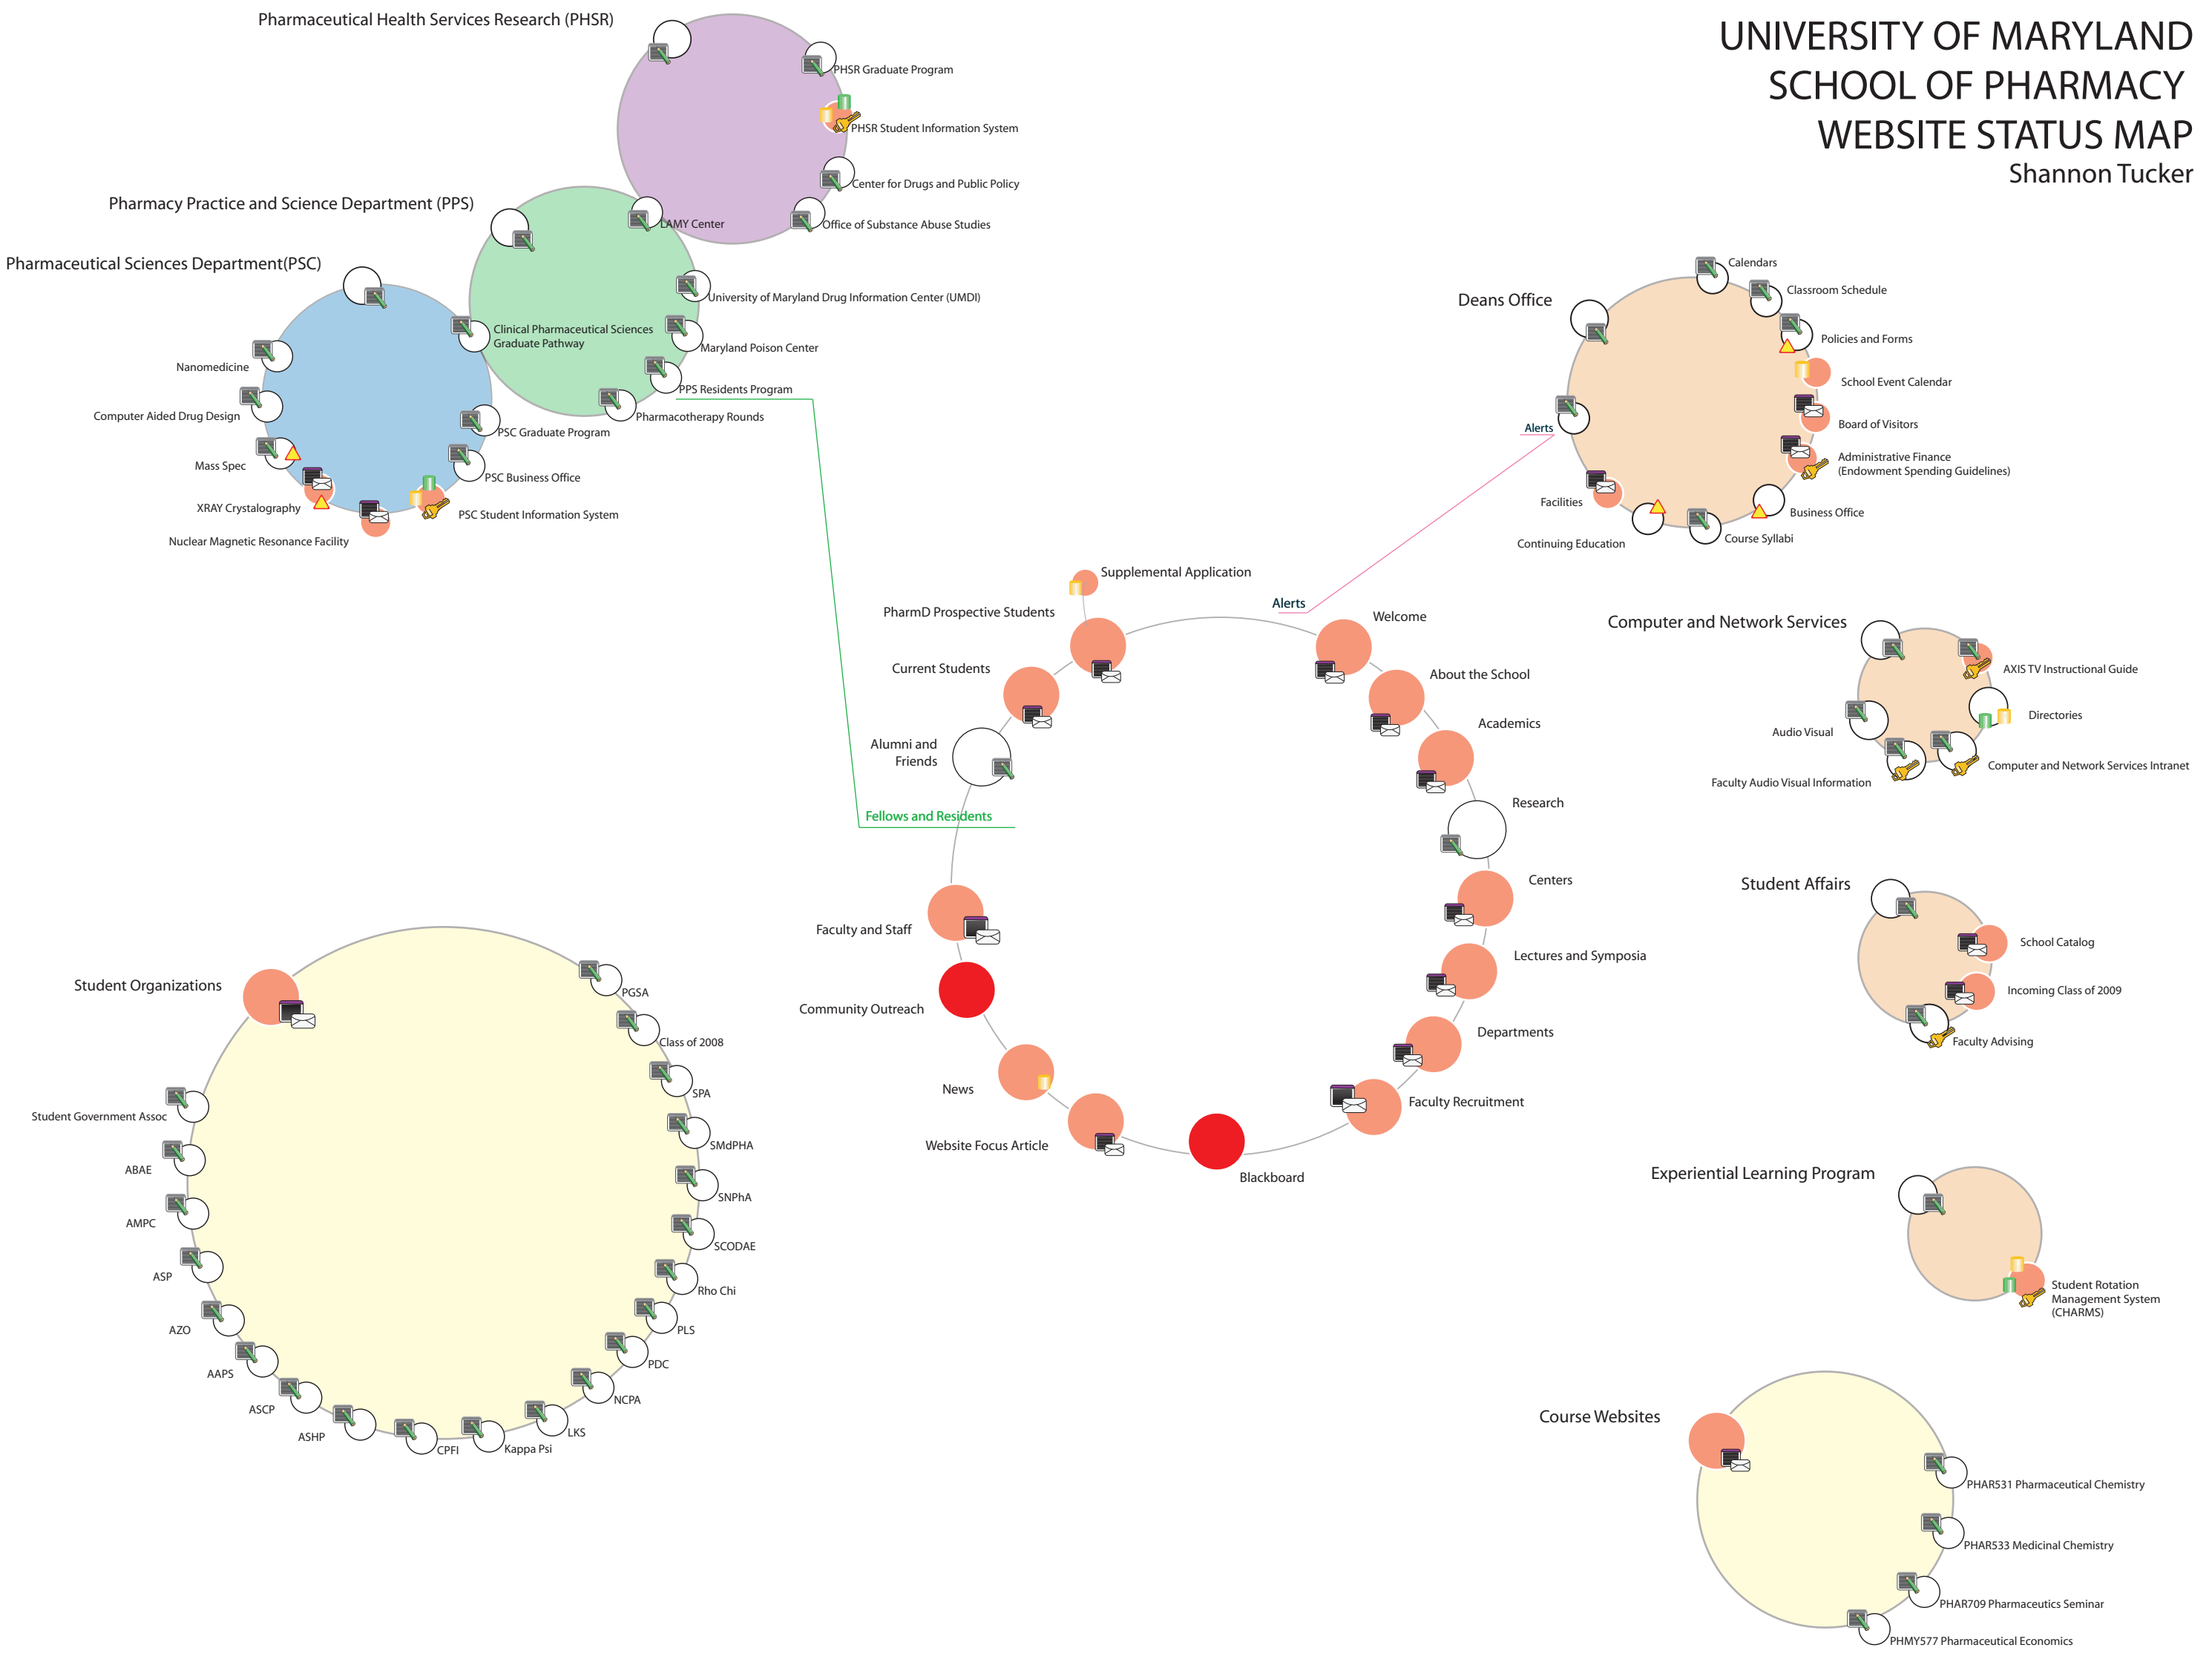 UNIVERSITY OF MARYLAND
SCHOOL OF PHARMACY
WEBSITE STATUS MAP
Shannon Tucker
Pharmaceutical Health Services Research (PHSR)
PHSR Graduate Program
PHSR Student Information System
Center for Drugs and Public Policy
Office of Substance Abuse Studies
LAMY Center
Pharmacy Practice and Science Department (PPS)
University of Maryland Drug Information Center (UMDI)
Clinical Pharmaceutical Sciences
Graduate Pathway
Maryland Poison Center
PPS Residents Program
Pharmacotherapy Rounds
Pharmaceutical Sciences Department(PSC)
Nanomedicine
Computer Aided Drug Design
Mass Spec
XRAY Crystalography
Nuclear Magnetic Resonance Facility
PSC Graduate Program
PSC Business Office
PSC Student Information System
Deans Office
Calendars
Classroom Schedule
Policies and Forms
School Event Calendar
Board of Visitors
Administrative Finance
(Endowment Spending Guidelines)
Business Office
Course Syllabi
Continuing Education
Facilities
Alerts
Alerts
Supplemental Application
PharmD Prospective Students
Current Students
Alumni and
Friends
Fellows and Residents
Faculty and Staff
Community Outreach
News
Website Focus Article
Blackboard
Faculty Recruitment
Departments
Lectures and Symposia
Centers
Research
Academics
About the School
Welcome
Computer and Network Services
AXIS TV Instructional Guide
Directories
Computer and Network Services Intranet
Faculty Audio Visual Information
Audio Visual
Student Affairs
School Catalog
Incoming Class of 2009
Faculty Advising
Experiential Learning Program
Student Rotation
Management System
(CHARMS)
Course Websites
PHAR531 Pharmaceutical Chemistry
PHAR533 Medicinal Chemistry
PHAR709 Pharmaceutics Seminar
PHMY577 Pharmaceutical Economics
Student Organizations
PGSA
Class of 2008
SPA
SMdPHA
SNPhA
SCODAE
Rho Chi
PLS
PDC
NCPA
LKS
Kappa Psi
CPFI
ASHP
ASCP
AAPS
AZO
ASP
AMPC
ABAE
Student Government Assoc